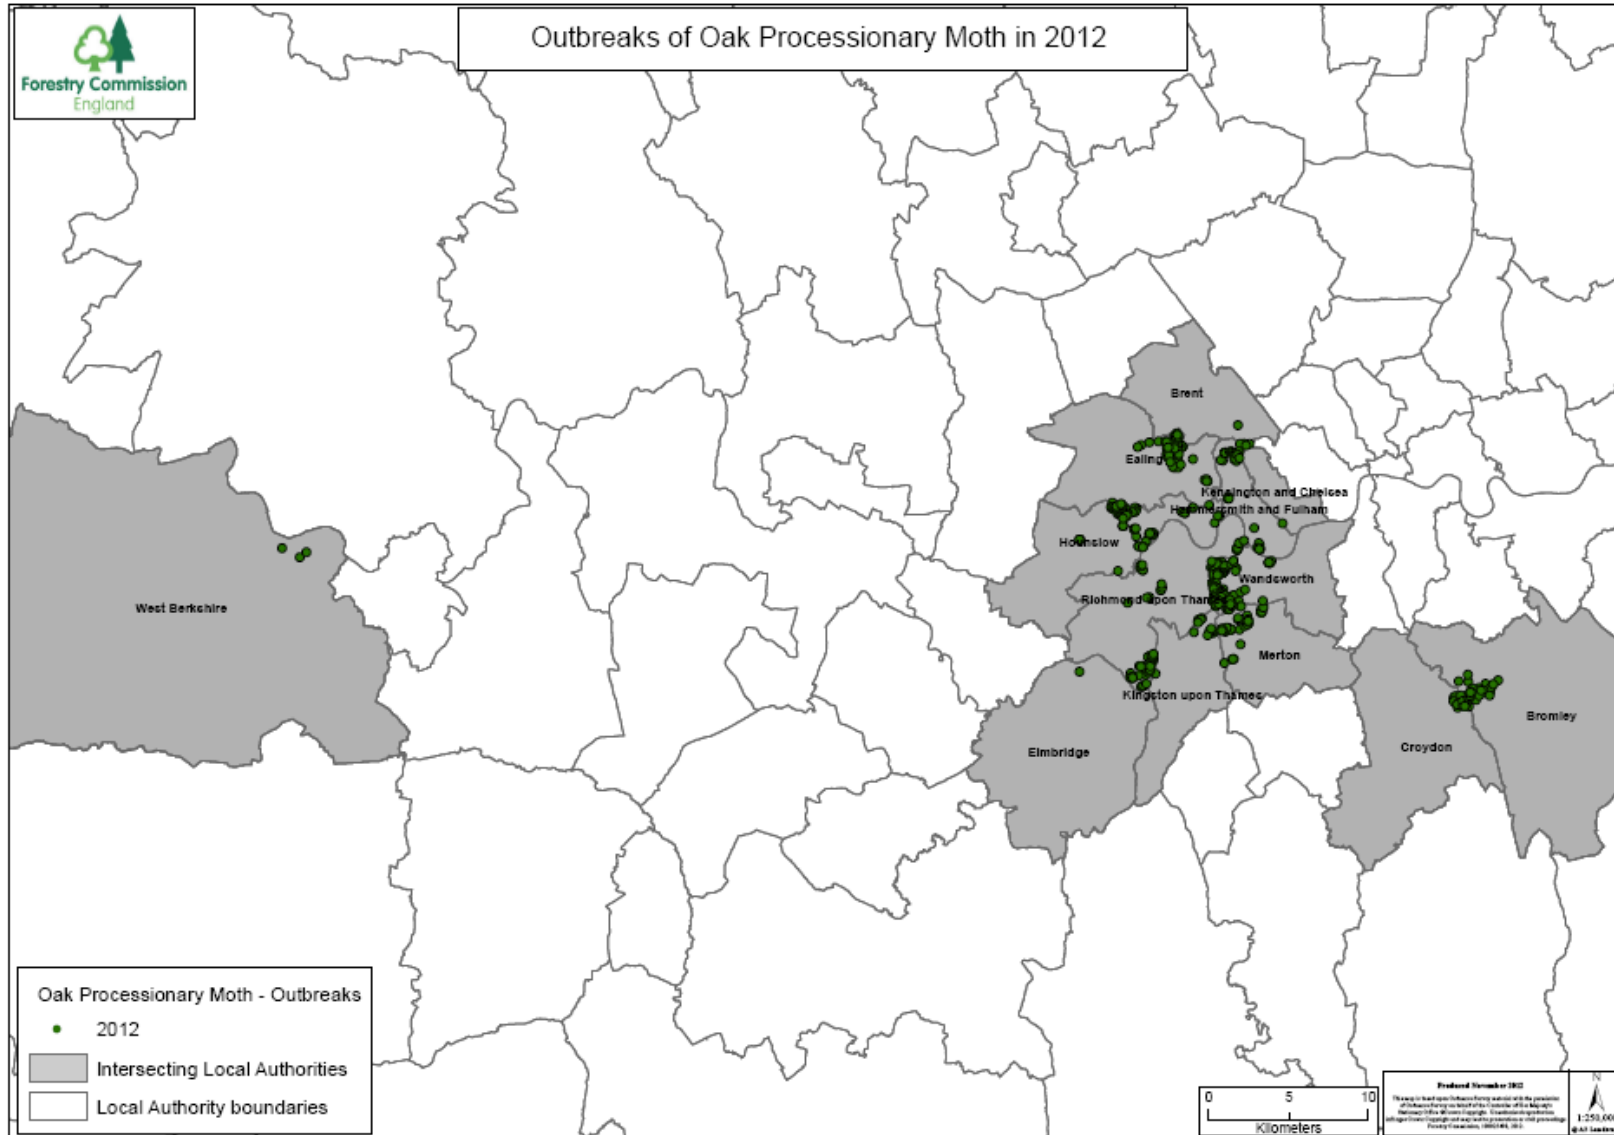 Outbreaks of Oak Processionary Moth in 2012
Forestry Commission
England
Brent
Ealing
Kensington and Chelsea
Hammersmith and Fulham
Hounslow
Wandsworth
Richmond upon Thames
West Berkshire
Merton
Kingston upon Thames
Bromley
Croydon
Elmbridge
Oak Processionary Moth - Outbreaks
2012
Intersecting Local Authorities
Local Authority boundaries
0 5 10
Kilometers
Produced November 2012
N